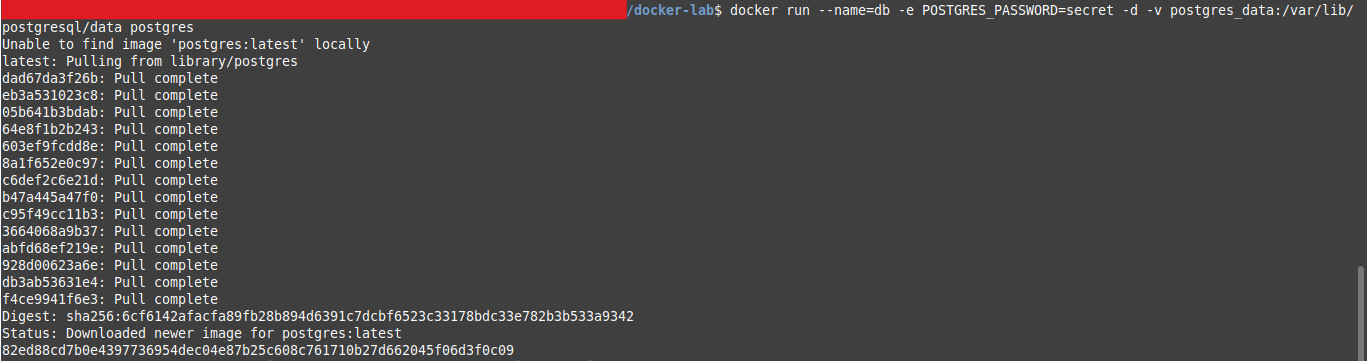 /docker-lab$ docker run --name=db -e POSTGRES_PASSWORD=secret -d -v postgres_data:/var/lib/
postgresql/data postgres
Unable to find image 'postgres:latest' locally
latest: Pulling from library/postgres
dad67da3f26b: Pull complete
eb3a531023c8: Pull complete
05b641b3bdab: Pull complete
64e8f1b2b243: Pull complete
603ef9fcdd8e: Pull complete
8a1f652e0c97: Pull complete
c6def2c6e21d: Pull complete
b47a445a47f0: Pull complete
c95f49cc11b3: Pull complete
3664068a9b37: Pull complete
abfd68ef219e: Pull complete
928d00623a6e: Pull complete
db3ab53631e4: Pull complete
f4ce9941f6e3: Pull complete
Digest: sha256:6cf6142afacfa89fb28b894d6391c7dcbf6523c33178bdc33e782b3b533a9342
Status: Downloaded newer image for postgres:latest
82ed88cd7b0e4397736954dec04e87b25c608c761710b27d662045f06d3f0c09